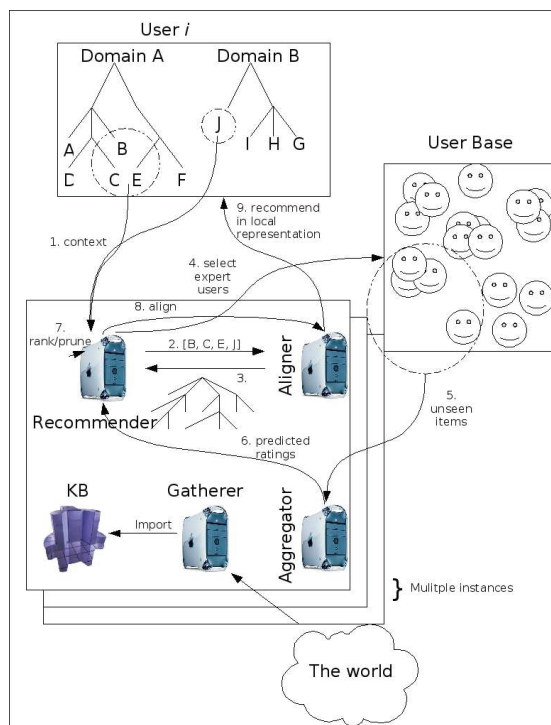 User i
Domain A
Domain B
A
B
J
I H G
D
C
E
F
User Base
1. context
9. recommend
in local
representation
4. select
expert
users
8. align
7.
rank/prune
2. [B, C, E, J]
3.
Aligner
Recommender
5.
unseen
items
6. predicted
ratings
KB
Gatherer
Import
Aggregator
} Mulitple instances
The world